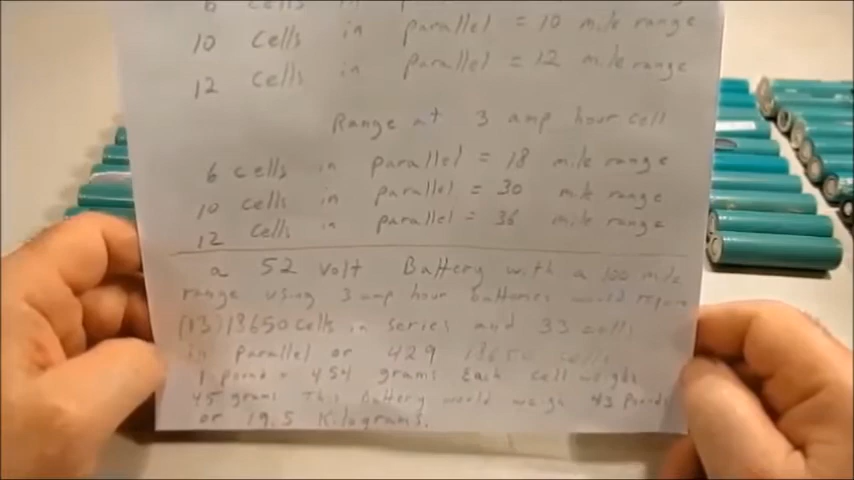 6 cells in
10 cells in parallel = 10 mile range
12 cells in parallel = 12 mile range
Range at 3 amp hour cell
6 cells in parallel = 18 mile range
10 cells in parallel = 30 mile range
12 cells in parallel = 36 mile range
a 52 volt Battery with a 100 mile
range using 3 amp hour batteries would require
(13) 18650 cells in series and 33 cells
in parallel or 429 18650 cells
1 pound = 454 grams Each cell weighs
45 grams This Battery would weigh 43 Pounds
or 19.5 Kilograms.